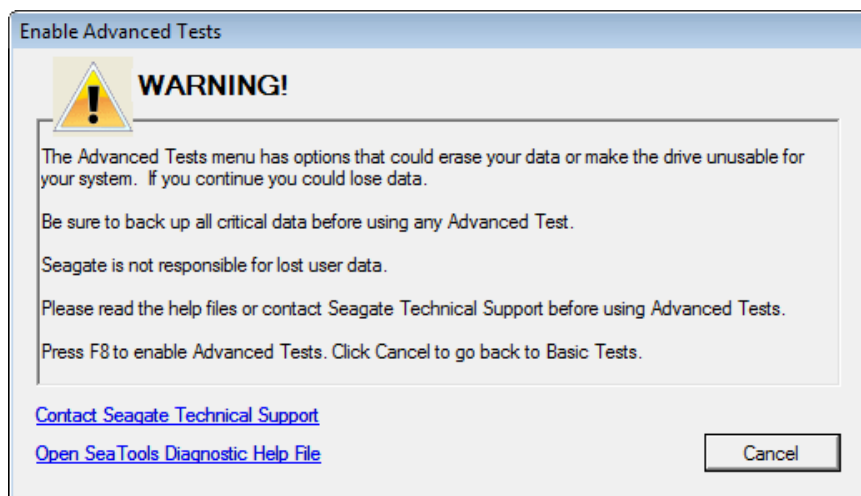 Enable Advanced Tests
WARNING!
The Advanced Tests menu has options that could erase your data or make the drive unusable for
your system.  If you continue you could lose data.
Be sure to back up all critical data before using any Advanced Test.
Seagate is not responsible for lost user data.
Please read the help files or contact Seagate Technical Support before using Advanced Tests.
Press F8 to enable Advanced Tests. Click Cancel to go back to Basic Tests.
Contact Seagate Technical Support
Open SeaTools Diagnostic Help File
Cancel